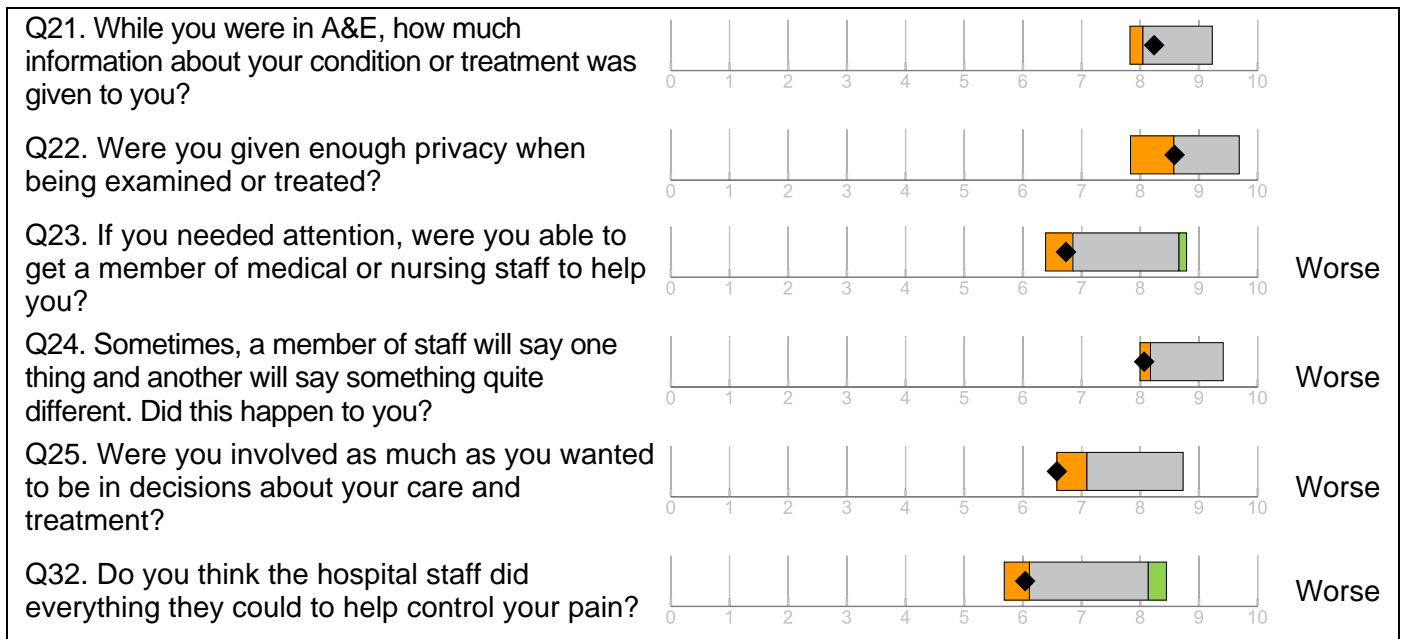 Q21. While you were in A&E, how much
information about your condition or treatment was
given to you?
0 1 2 3 4 5 6 7 8 9 10
Q22. Were you given enough privacy when
being examined or treated?
0 1 2 3 4 5 6 7 8 9 10
Q23. If you needed attention, were you able to
get a member of medical or nursing staff to help
you?
0 1 2 3 4 5 6 7 8 9 10
Worse
Q24. Sometimes, a member of staff will say one
thing and another will say something quite
different. Did this happen to you?
0 1 2 3 4 5 6 7 8 9 10
Worse
Q25. Were you involved as much as you wanted
to be in decisions about your care and
treatment?
0 1 2 3 4 5 6 7 8 9 10
Worse
Q32. Do you think the hospital staff did
everything they could to help control your pain?
0 1 2 3 4 5 6 7 8 9 10
Worse